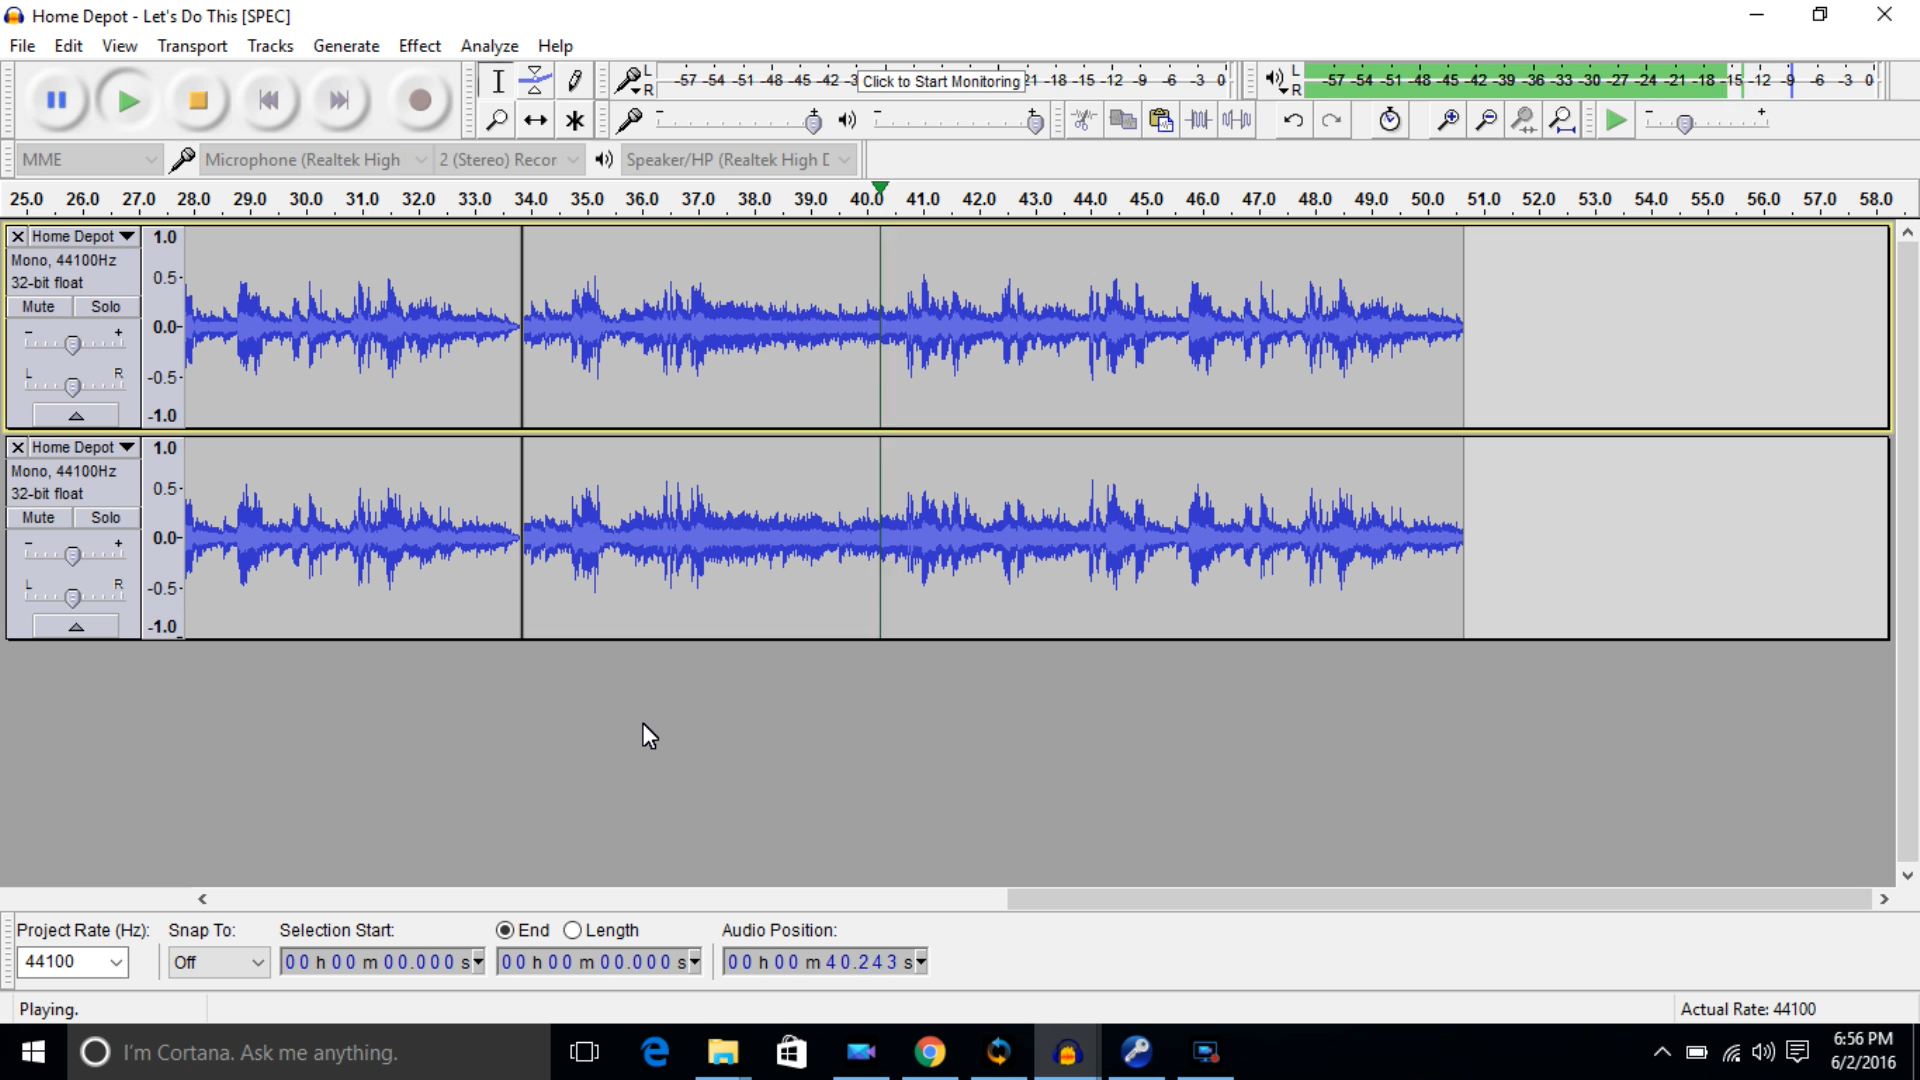 Home Depot - Let's Do This [SPEC]
File Edit View Transport Tracks Generate Effect Analyze Help
L R -57 -54 -51 -48 -45 -42 -3 Click to Start Monitoring 21 -18 -15 -12 -9 -6 -3 0 L R -57 -54 -51 -48 -45 -42 -39 -36 -33 -30 -27 -24 -21 -18 -15 -12 -9 -6 -3 0
- + - + - +
MME Microphone (Realtek High 2 (Stereo) Recor Speaker/HP (Realtek High
25.0 26.0 27.0 28.0 29.0 30.0 31.0 32.0 33.0 34.0 35.0 36.0 37.0 38.0 39.0 40.0 41.0 42.0 43.0 44.0 45.0 46.0 47.0 48.0 49.0 50.0 51.0 52.0 53.0 54.0 55.0 56.0 57.0 58.0
X Home Depot 1.0
Mono, 44100Hz
32-bit float 0.5-
Mute Solo
- + 0.0-
L R -0.5-
-1.0
X Home Depot 1.0
Mono, 44100Hz
32-bit float 0.5-
Mute Solo
- + 0.0-
L R -0.5-
-1.0
Project Rate (Hz): Snap To: Selection Start: End Length Audio Position:
44100 Off 00 h 00 m 00.000 s 00 h 00 m 00.000 s 00 h 00 m 40.243 s
Playing. Actual Rate: 44100
I'm Cortana. Ask me anything. 6:56 PM
6/2/2016